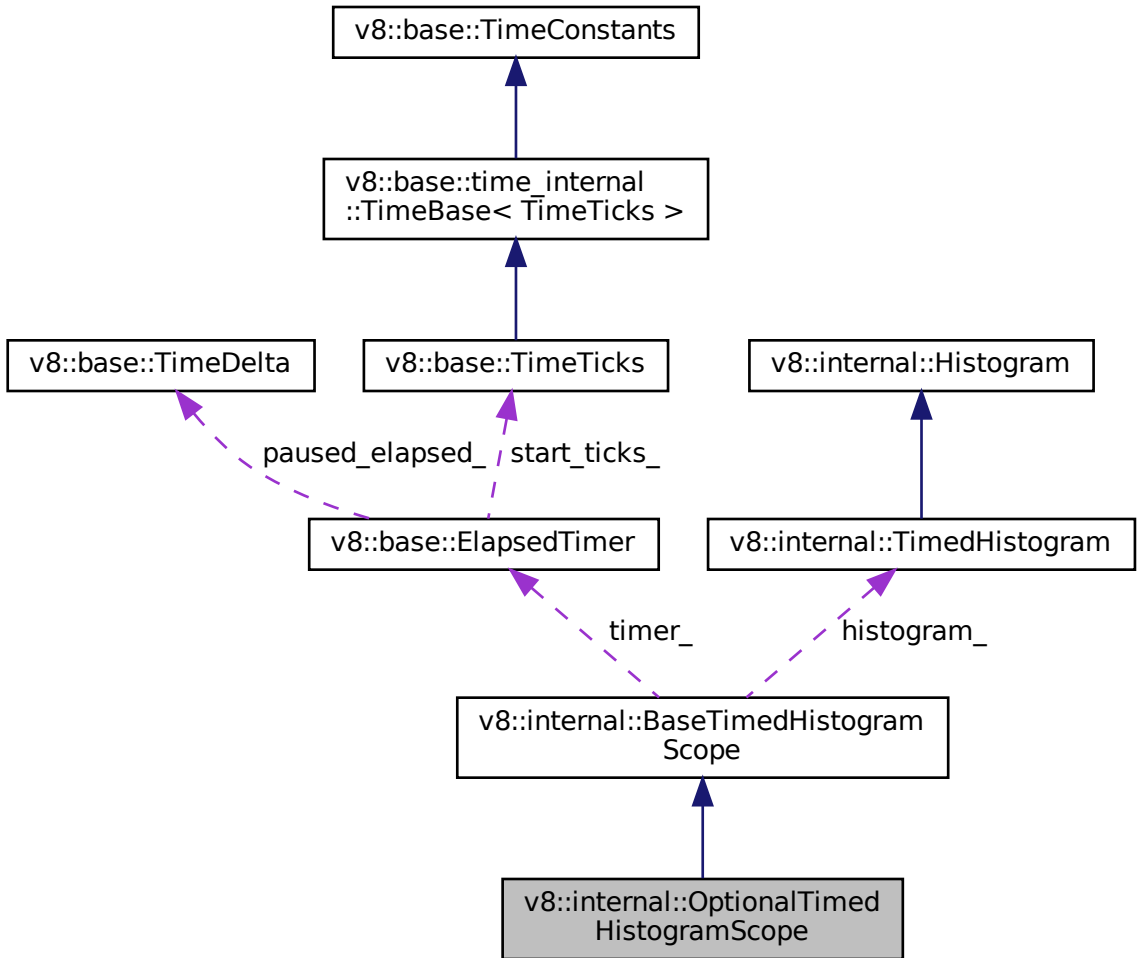 v8::base::TimeConstants
v8::base::time_internal
::TimeBase< TimeTicks >
v8::base::TimeDelta
v8::base::TimeTicks
v8::internal::Histogram
paused_elapsed_
start_ticks_
v8::base::ElapsedTimer
v8::internal::TimedHistogram
timer_
histogram_
v8::internal::BaseTimedHistogram
Scope
v8::internal::OptionalTimed
HistogramScope